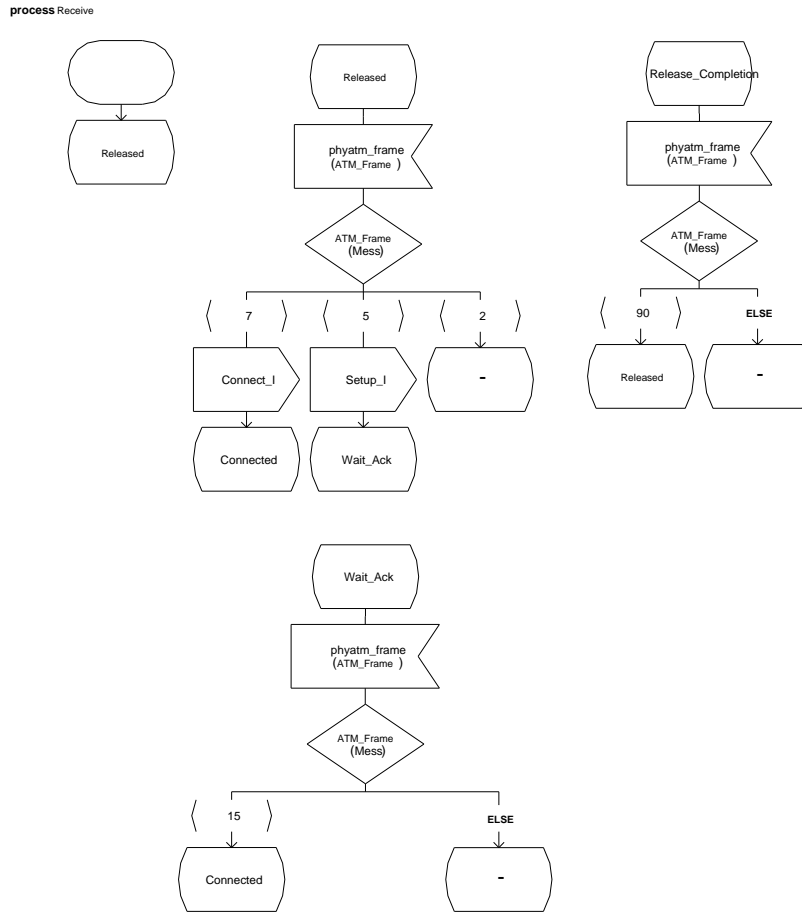 process Receive
Released
Released
phyatm_frame
(ATM_Frame )
ATM_Frame
(Mess)
7
5
2
Connect_I
Setup_I
-
Connected
Wait_Ack
Release_Completion
phyatm_frame
(ATM_Frame )
ATM_Frame
(Mess)
90
ELSE
Released
-
Wait_Ack
phyatm_frame
(ATM_Frame )
ATM_Frame
(Mess)
15
ELSE
Connected
-